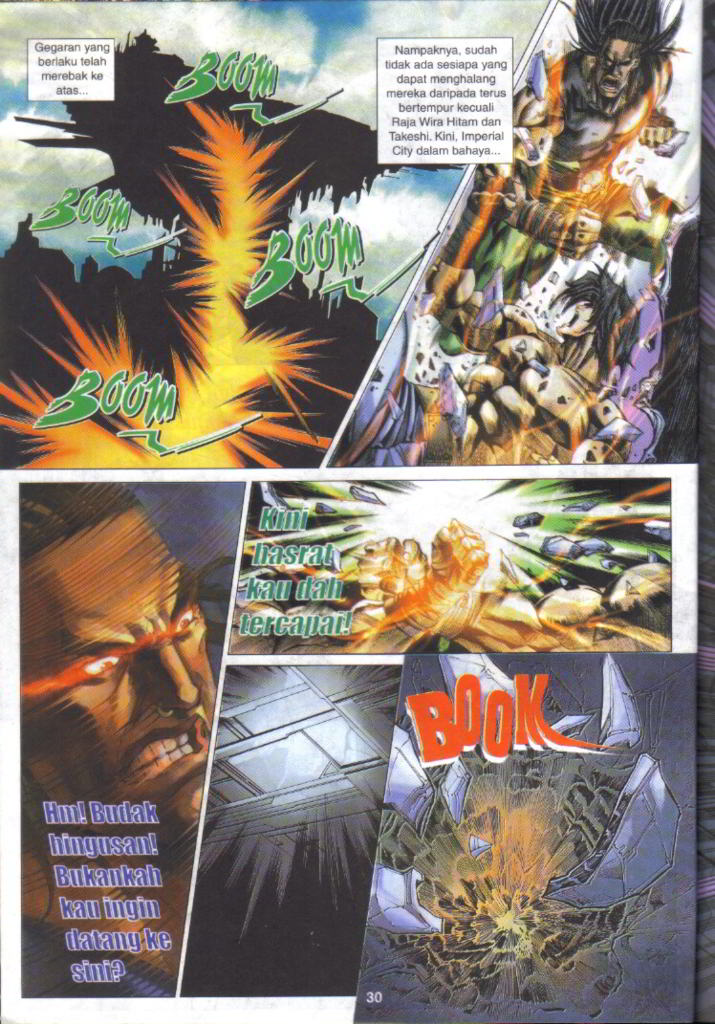 Gegaran yang
berlaku telah
merebak ke
atas...
Nampaknya, sudah
tidak ada sesiapa yang
dapat menghalang
mereka daripada terus
bertempur kecuali
Raja Wira Hitam dan
Takeshi. Kini, Imperial
City dalam bahaya...
BOOM
BOOM
BOOM
BOOM
Kini
hasrat
kau dah
tercapai!
Hm! Budak
hingusan!
Bukankah
kau ingin
datang ke
sini?
BOOM
30